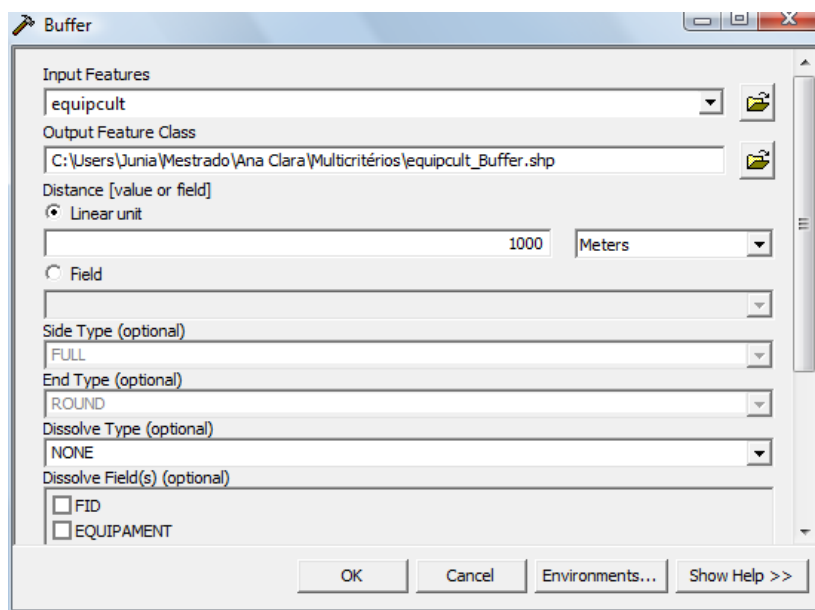 Buffer
Input Features
equipcult
Output Feature Class
C:\Users\Junia\Mestrado\Ana Clara\Multicritérios\equipcult_Buffer.shp
Distance [value or field]
Linear unit
1000 Meters
Field
Side Type (optional)
FULL
End Type (optional)
ROUND
Dissolve Type (optional)
NONE
Dissolve Field(s) (optional)
FID
EQUIPAMENT
OK Cancel Environments... Show Help >>